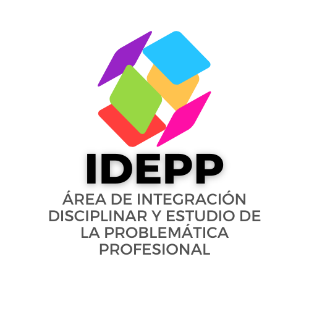 IDEPP
ÁREA DE INTEGRACIÓN
DISCIPLINAR Y ESTUDIO DE
LA PROBLEMÁTICA
PROFESIONAL